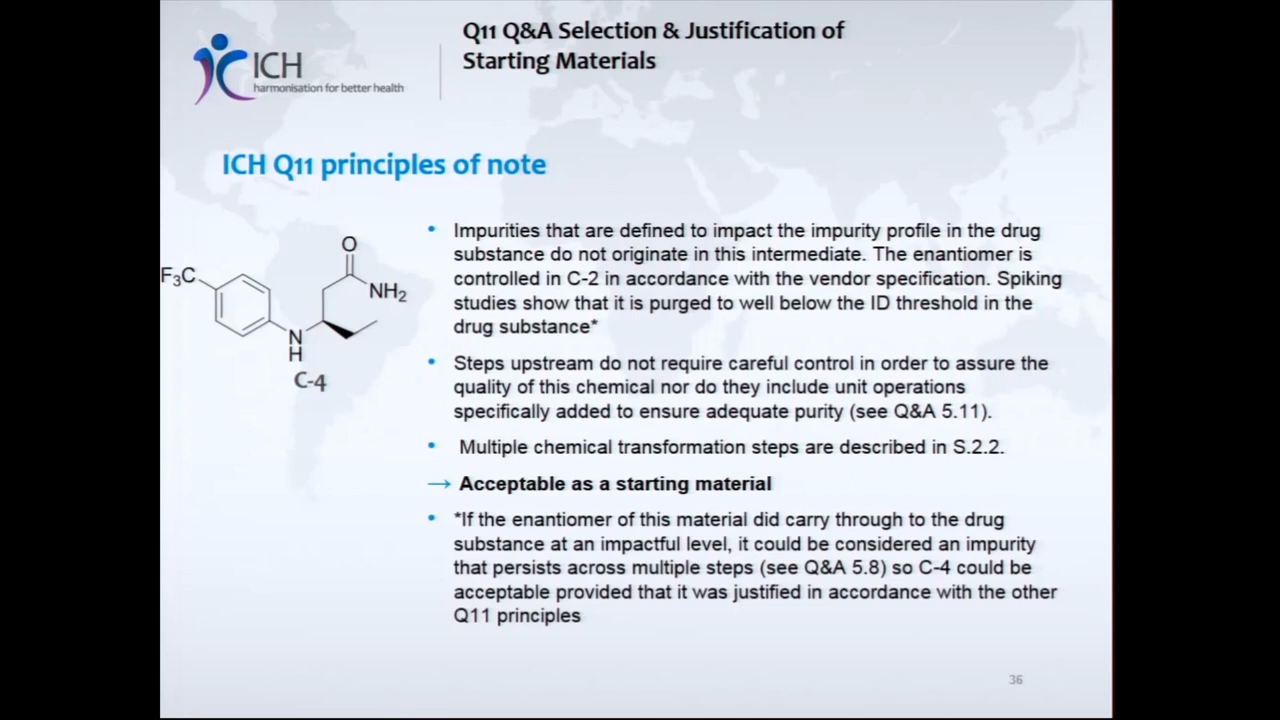 Q11 Q&A Selection & Justification of
Starting Materials
ICH
harmonisation for better health
ICH Q11 principles of note
O
F₃C
NH₂
N
H
C-4
• Impurities that are defined to impact the impurity profile in the drug
substance do not originate in this intermediate. The enantiomer is
controlled in C-2 in accordance with the vendor specification. Spiking
studies show that it is purged to well below the ID threshold in the
drug substance*
• Steps upstream do not require careful control in order to assure the
quality of this chemical nor do they include unit operations
specifically added to ensure adequate purity (see Q&A 5.11).
• Multiple chemical transformation steps are described in S.2.2.
→ Acceptable as a starting material
• *If the enantiomer of this material did carry through to the drug
substance at an impactful level, it could be considered an impurity
that persists across multiple steps (see Q&A 5.8) so C-4 could be
acceptable provided that it was justified in accordance with the other
Q11 principles
36